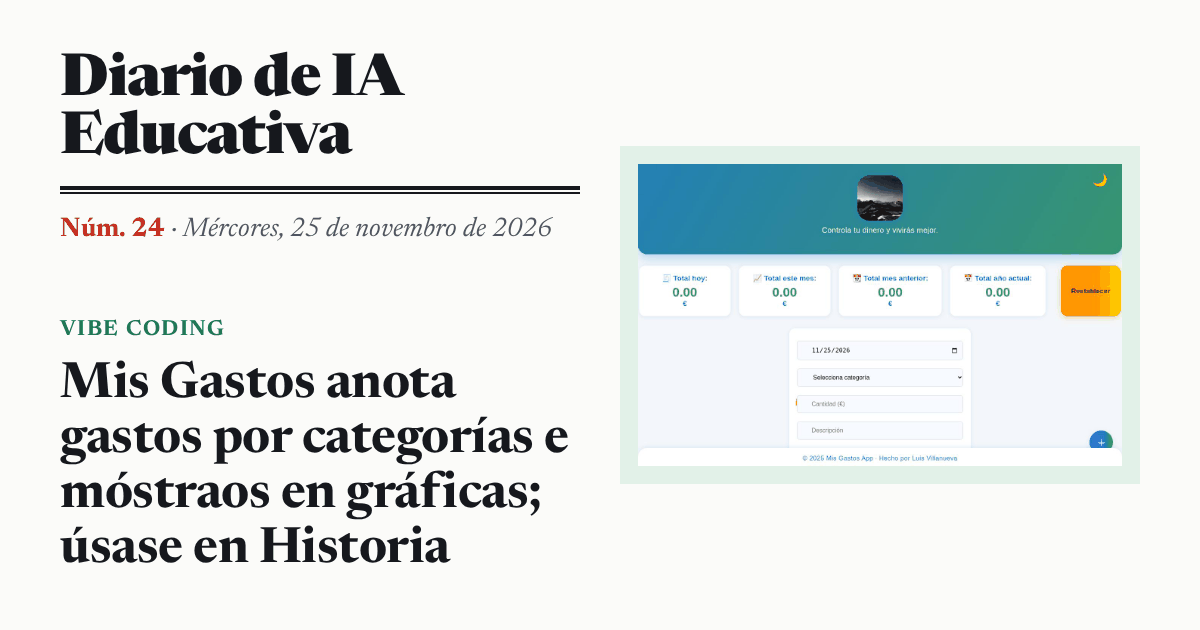 Diario de IA
Educativa
Núm. 24 · Mércores, 25 de novembro de 2026
VIBE CODING
Mis Gastos anota
gastos por categorías e
móstraos en gráficas;
úsase en Historia
Controla tu dinero y vivirás mejor.
Total hoy:
0.00
€
Total este mes:
0.00
€
Total mes anterior:
0.00
€
Total año actual:
0.00
€
Restablecer
11/25/2026
Selecciona categoría
Cantidad (€)
Descripción
+
© 2025 Mis Gastos App · Hecho por Luis Villanueva